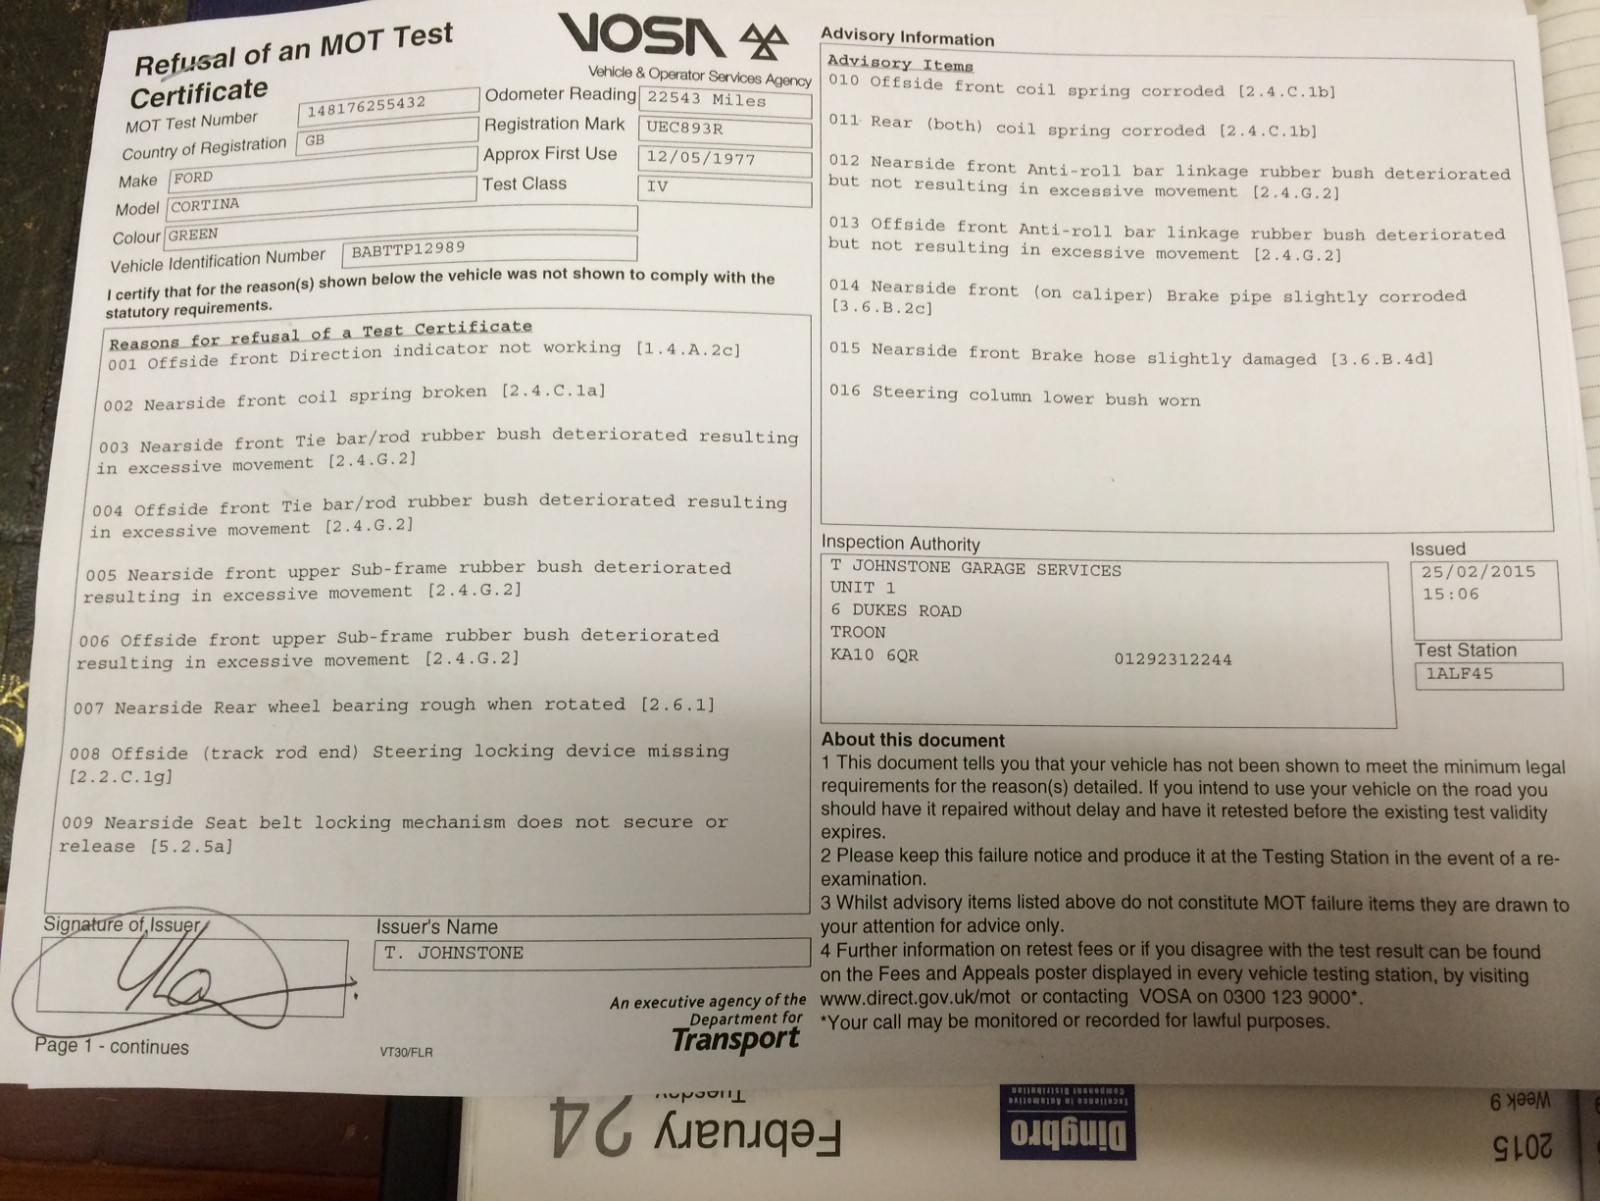 Refusal of an MOT Test
Certificate
VOSA
Vehicle & Operator Services Agency
MOT Test Number 148176255432
Country of Registration GB
Make FORD
Model CORTINA
Colour GREEN
Vehicle Identification Number BABTTP12989
Odometer Reading 22543 Miles
Registration Mark UEC893R
Approx First Use 12/05/1977
Test Class IV
I certify that for the reason(s) shown below the vehicle was not shown to comply with the
statutory requirements.
Reasons for refusal of a Test Certificate
001 Offside front Direction indicator not working [1.4.A.2c]
002 Nearside front coil spring broken [2.4.C.1a]
003 Nearside front Tie bar/rod rubber bush deteriorated resulting
in excessive movement [2.4.G.2]
004 Offside front Tie bar/rod rubber bush deteriorated resulting
in excessive movement [2.4.G.2]
005 Nearside front upper Sub-frame rubber bush deteriorated
resulting in excessive movement [2.4.G.2]
006 Offside front upper Sub-frame rubber bush deteriorated
resulting in excessive movement [2.4.G.2]
007 Nearside Rear wheel bearing rough when rotated [2.6.1]
008 Offside (track rod end) Steering locking device missing
[2.2.C.1g]
009 Nearside Seat belt locking mechanism does not secure or
release [5.2.5a]
Signature of Issuer
Issuer's Name
T. JOHNSTONE
An executive agency of the
Department for
Transport
Page 1 - continues
VT30/FLR
Advisory Information
Advisory Items
010 Offside front coil spring corroded [2.4.C.1b]
011 Rear (both) coil spring corroded [2.4.C.1b]
012 Nearside front Anti-roll bar linkage rubber bush deteriorated
but not resulting in excessive movement [2.4.G.2]
013 Offside front Anti-roll bar linkage rubber bush deteriorated
but not resulting in excessive movement [2.4.G.2]
014 Nearside front (on caliper) Brake pipe slightly corroded
[3.6.B.2c]
015 Nearside front Brake hose slightly damaged [3.6.B.4d]
016 Steering column lower bush worn
Inspection Authority
T JOHNSTONE GARAGE SERVICES
UNIT 1
6 DUKES ROAD
TROON
KA10 6QR 01292312244
Issued
25/02/2015
15:06
Test Station
1ALF45
About this document
1 This document tells you that your vehicle has not been shown to meet the minimum legal
requirements for the reason(s) detailed. If you intend to use your vehicle on the road you
should have it repaired without delay and have it retested before the existing test validity
expires.
2 Please keep this failure notice and produce it at the Testing Station in the event of a re-
examination.
3 Whilst advisory items listed above do not constitute MOT failure items they are drawn to
your attention for advice only.
4 Further information on retest fees or if you disagree with the test result can be found
on the Fees and Appeals poster displayed in every vehicle testing station, by visiting
www.direct.gov.uk/mot or contacting VOSA on 0300 123 9000*.
*Your call may be monitored or recorded for lawful purposes.
2015
Week 9
Dingbro
Excellence in Automotive
Component Distribution
February 24
Tuesday